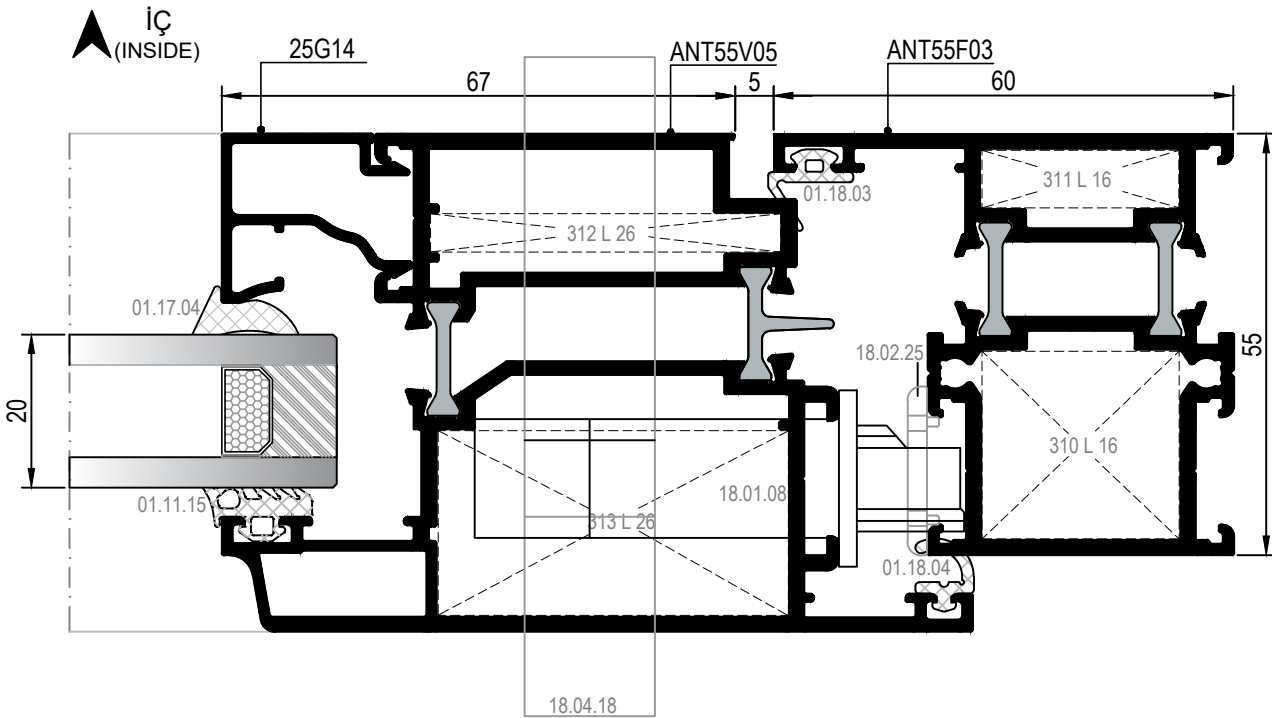 İÇ
(INSIDE)
25G14
ANT55V05
ANT55F03
67
5
60
01.18.03
311 L 16
312 L 26
01.17.04
18.02.25
55
20
310 L 16
01.11.15
18.01.08
313 L 26
01.18.04
18.04.18